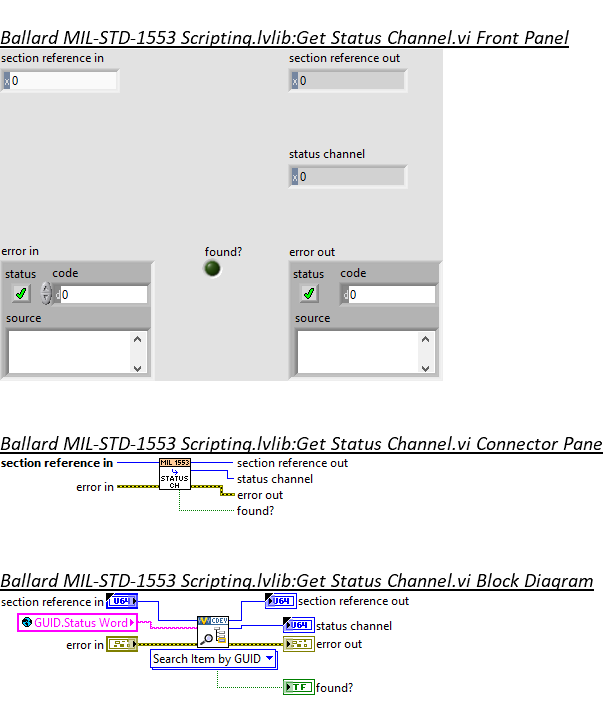 Ballard MIL-STD-1553 Scripting.lvlib:Get Status Channel.vi Front Panel
section reference in
section reference out
x 0
x 0
status channel
x 0
error in
found?
error out
status code
status code
d 0
d 0
source
source
Ballard MIL-STD-1553 Scripting.lvlib:Get Status Channel.vi Connector Pane
section reference in
MIL 1553
section reference out
STATUS
CH
status channel
error in
error out
found?
Ballard MIL-STD-1553 Scripting.lvlib:Get Status Channel.vi Block Diagram
section reference in
U64
U64
section reference out
GUID.Status Word
CDEV
U64
status channel
error in
error out
Search Item by GUID
TF
found?